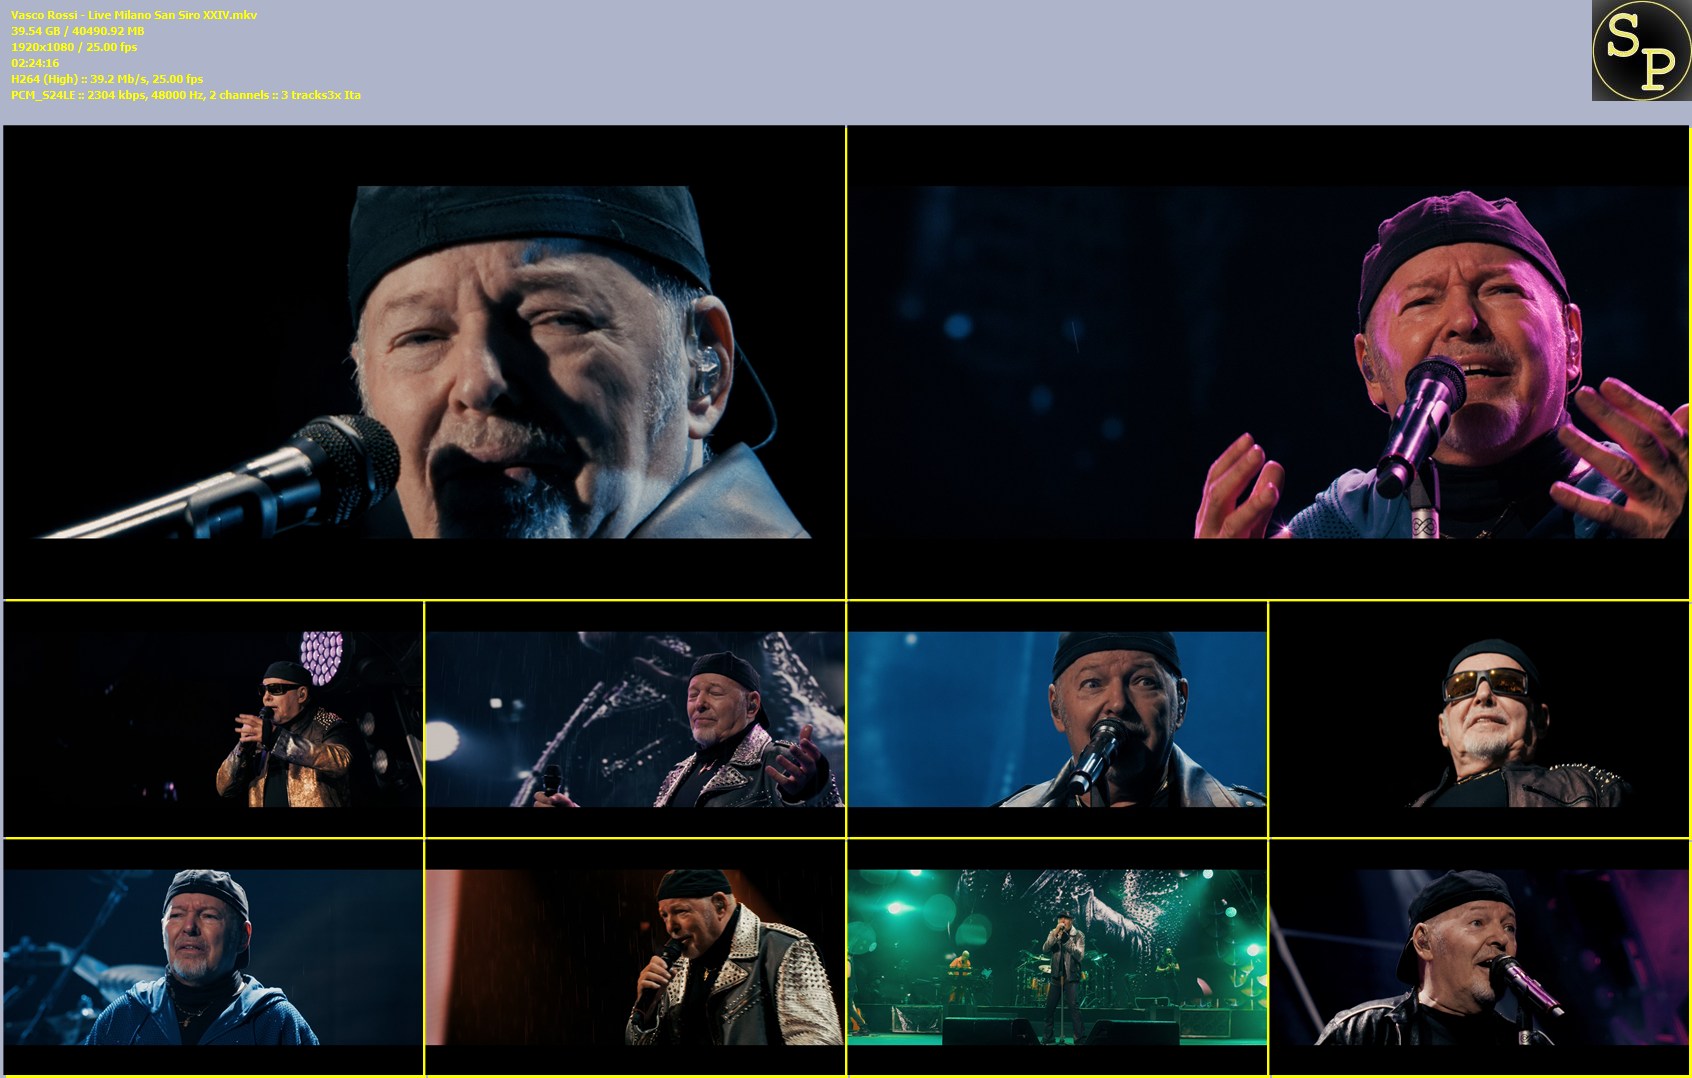 Vasco Rossi - Live Milano San Siro XXIV.mkv
39.54 GB / 40490.92 MB
1920x1080 / 25.00 fps
02:24:16
H264 (High) :: 39.2 Mb/s, 25.00 fps
PCM_S24LE :: 2304 kbps, 48000 Hz, 2 channels :: 3 tracks3x Ita
SP